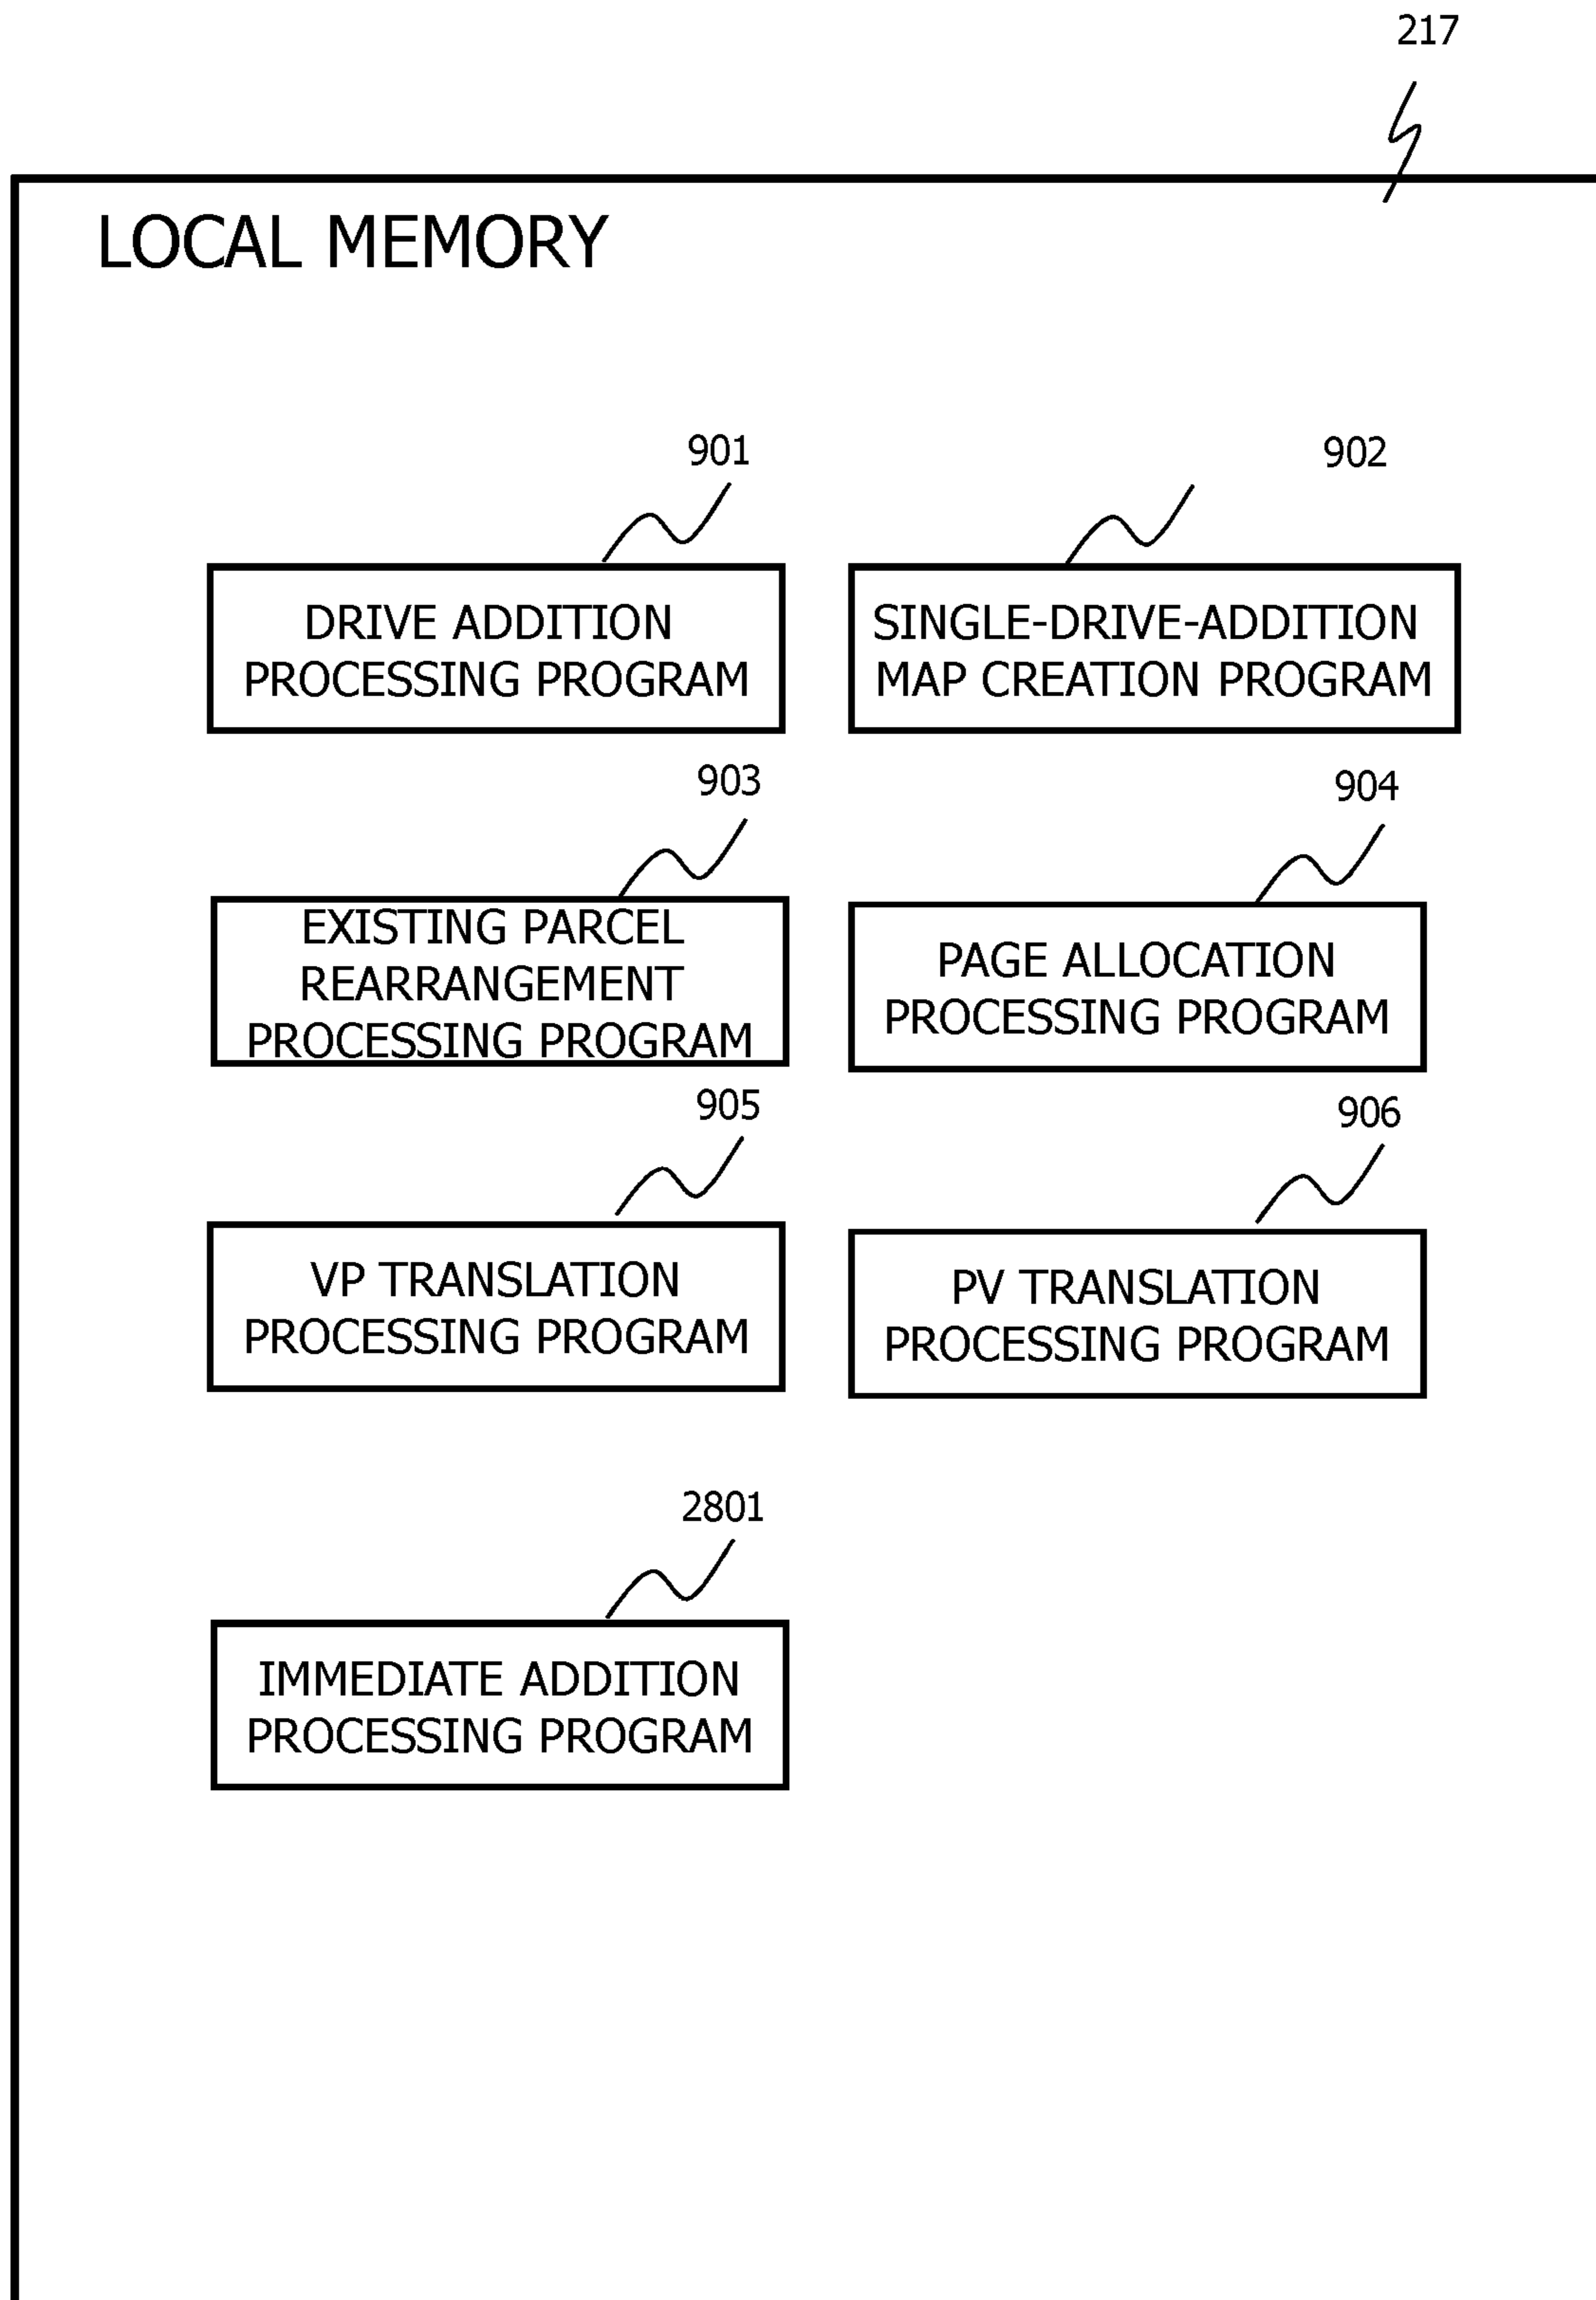 217
LOCAL MEMORY
901
DRIVE ADDITION
PROCESSING PROGRAM
902
SINGLE-DRIVE-ADDITION
MAP CREATION PROGRAM
903
EXISTING PARCEL
REARRANGEMENT
PROCESSING PROGRAM
904
PAGE ALLOCATION
PROCESSING PROGRAM
905
VP TRANSLATION
PROCESSING PROGRAM
906
PV TRANSLATION
PROCESSING PROGRAM
2801
IMMEDIATE ADDITION
PROCESSING PROGRAM